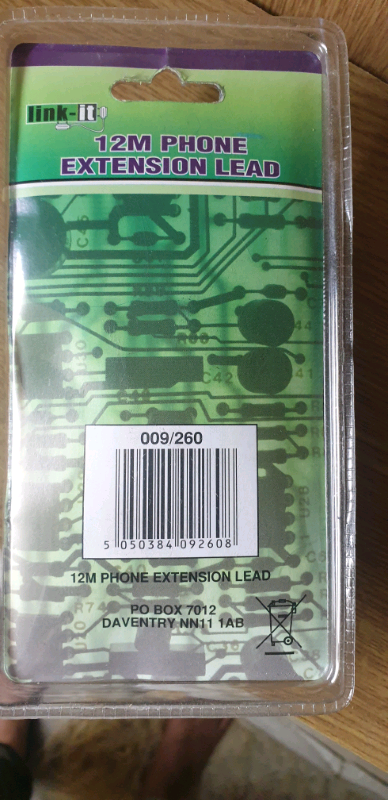 link-it
12M PHONE
EXTENSION LEAD
C42
009/260
5 050384 092608
12M PHONE EXTENSION LEAD
PO BOX 7012
DAVENTRY NN11 1AB